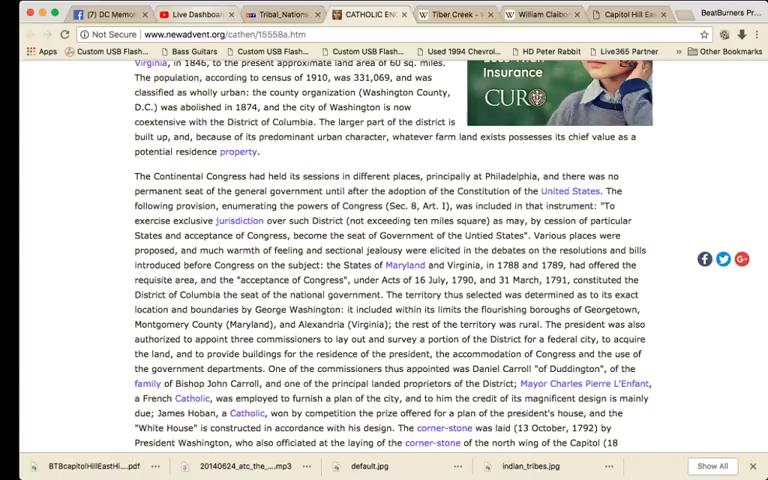 (7) DC Memori
Live Dashboar
Tribal_Nations
CATHOLIC EN
Tiber Creek - W
William Claibor
Capitol Hill Eas
BeatBurners Pr...
Not Secure
www.newadvent.org/cathen/15558a.htm
Apps
Custom USB Flash...
Bass Guitars
Custom USB Flash...
Custom USB Flash...
Used 1994 Chevrol...
HD Peter Rabbit
Live365 Partner
»
Other Bookmarks
Virginia, in 1846, to the present approximate land area of 60 sq. miles.
The population, according to census of 1910, was 331,069, and was
classified as wholly urban: the county organization (Washington County,
D.C.) was abolished in 1874, and the city of Washington is now
coextensive with the District of Columbia. The larger part of the district is
built up, and, because of its predominant urban character, whatever farm land exists possesses its chief value as a
potential residence property.
Insurance
CURO
The Continental Congress had held its sessions in different places, principally at Philadelphia, and there was no
permanent seat of the general government until after the adoption of the Constitution of the United States. The
following provision, enumerating the powers of Congress (Sec. 8, Art. I), was included in that instrument: "To
exercise exclusive jurisdiction over such District (not exceeding ten miles square) as may, by cession of particular
States and acceptance of Congress, become the seat of Government of the Untied States". Various places were
proposed, and much warmth of feeling and sectional jealousy were elicited in the debates on the resolutions and bills
introduced before Congress on the subject: the States of Maryland and Virginia, in 1788 and 1789, had offered the
requisite area, and the "acceptance of Congress", under Acts of 16 July, 1790, and 31 March, 1791, constituted the
District of Columbia the seat of the national government. The territory thus selected was determined as to its exact
location and boundaries by George Washington: it included within its limits the flourishing boroughs of Georgetown,
Montgomery County (Maryland), and Alexandria (Virginia); the rest of the territory was rural. The president was also
authorized to appoint three commissioners to lay out and survey a portion of the District for a federal city, to acquire
the land, and to provide buildings for the residence of the president, the accommodation of Congress and the use of
the government departments. One of the commissioners thus appointed was Daniel Carroll "of Duddington", of the
family of Bishop John Carroll, and one of the principal landed proprietors of the District; Mayor Charles Pierre L'Enfant,
a French Catholic, was employed to furnish a plan of the city, and to him the credit of its magnificent design is mainly
due; James Hoban, a Catholic, won by competition the prize offered for a plan of the president's house, and the
"White House" is constructed in accordance with his design. The corner-stone was laid (13 October, 1792) by
President Washington, who also officiated at the laying of the corner-stone of the north wing of the Capitol (18
BTBcapitolHillEastHi....pdf
20140624_atc_the_....mp3
default.jpg
indian_tribes.jpg
Show All